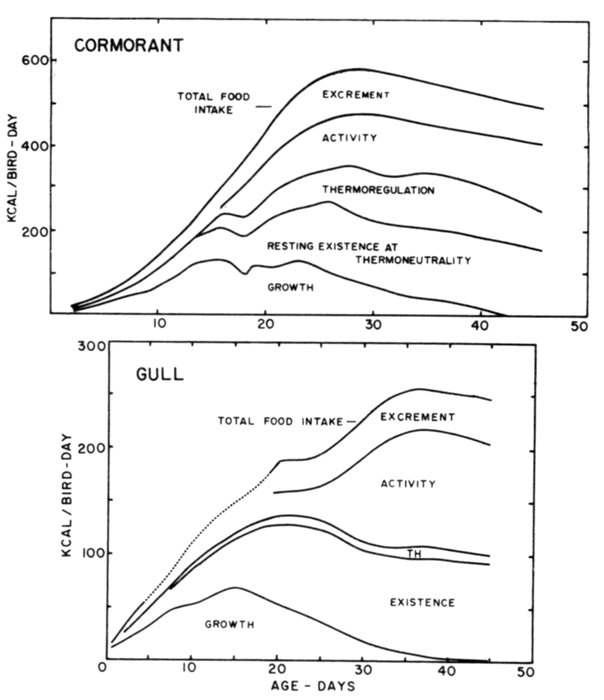 CORMORANT
600
400
200
KCAL/BIRD-DAY
TOTAL FOOD
INTAKE
EXCREMENT
ACTIVITY
THERMOREGULATION
RESTING EXISTENCE AT
THERMONEUTRALITY
GROWTH
10 20 30 40 50
GULL
300
200
100
0
KCAL/BIRD-DAY
TOTAL FOOD INTAKE
EXCREMENT
ACTIVITY
TH
EXISTENCE
GROWTH
0 10 20 30 40 50
AGE-DAYS